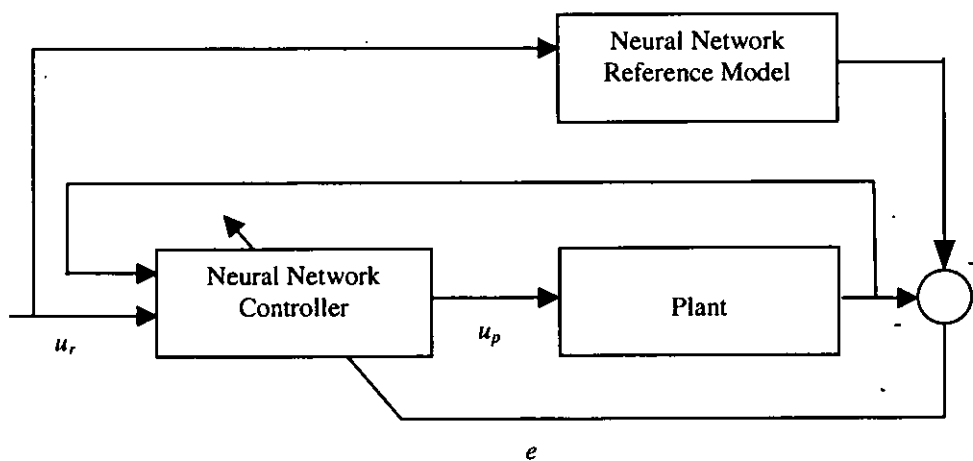 Neural Network
Reference Model
Neural Network
Controller
Plant
u_r
u_p
-
-
e